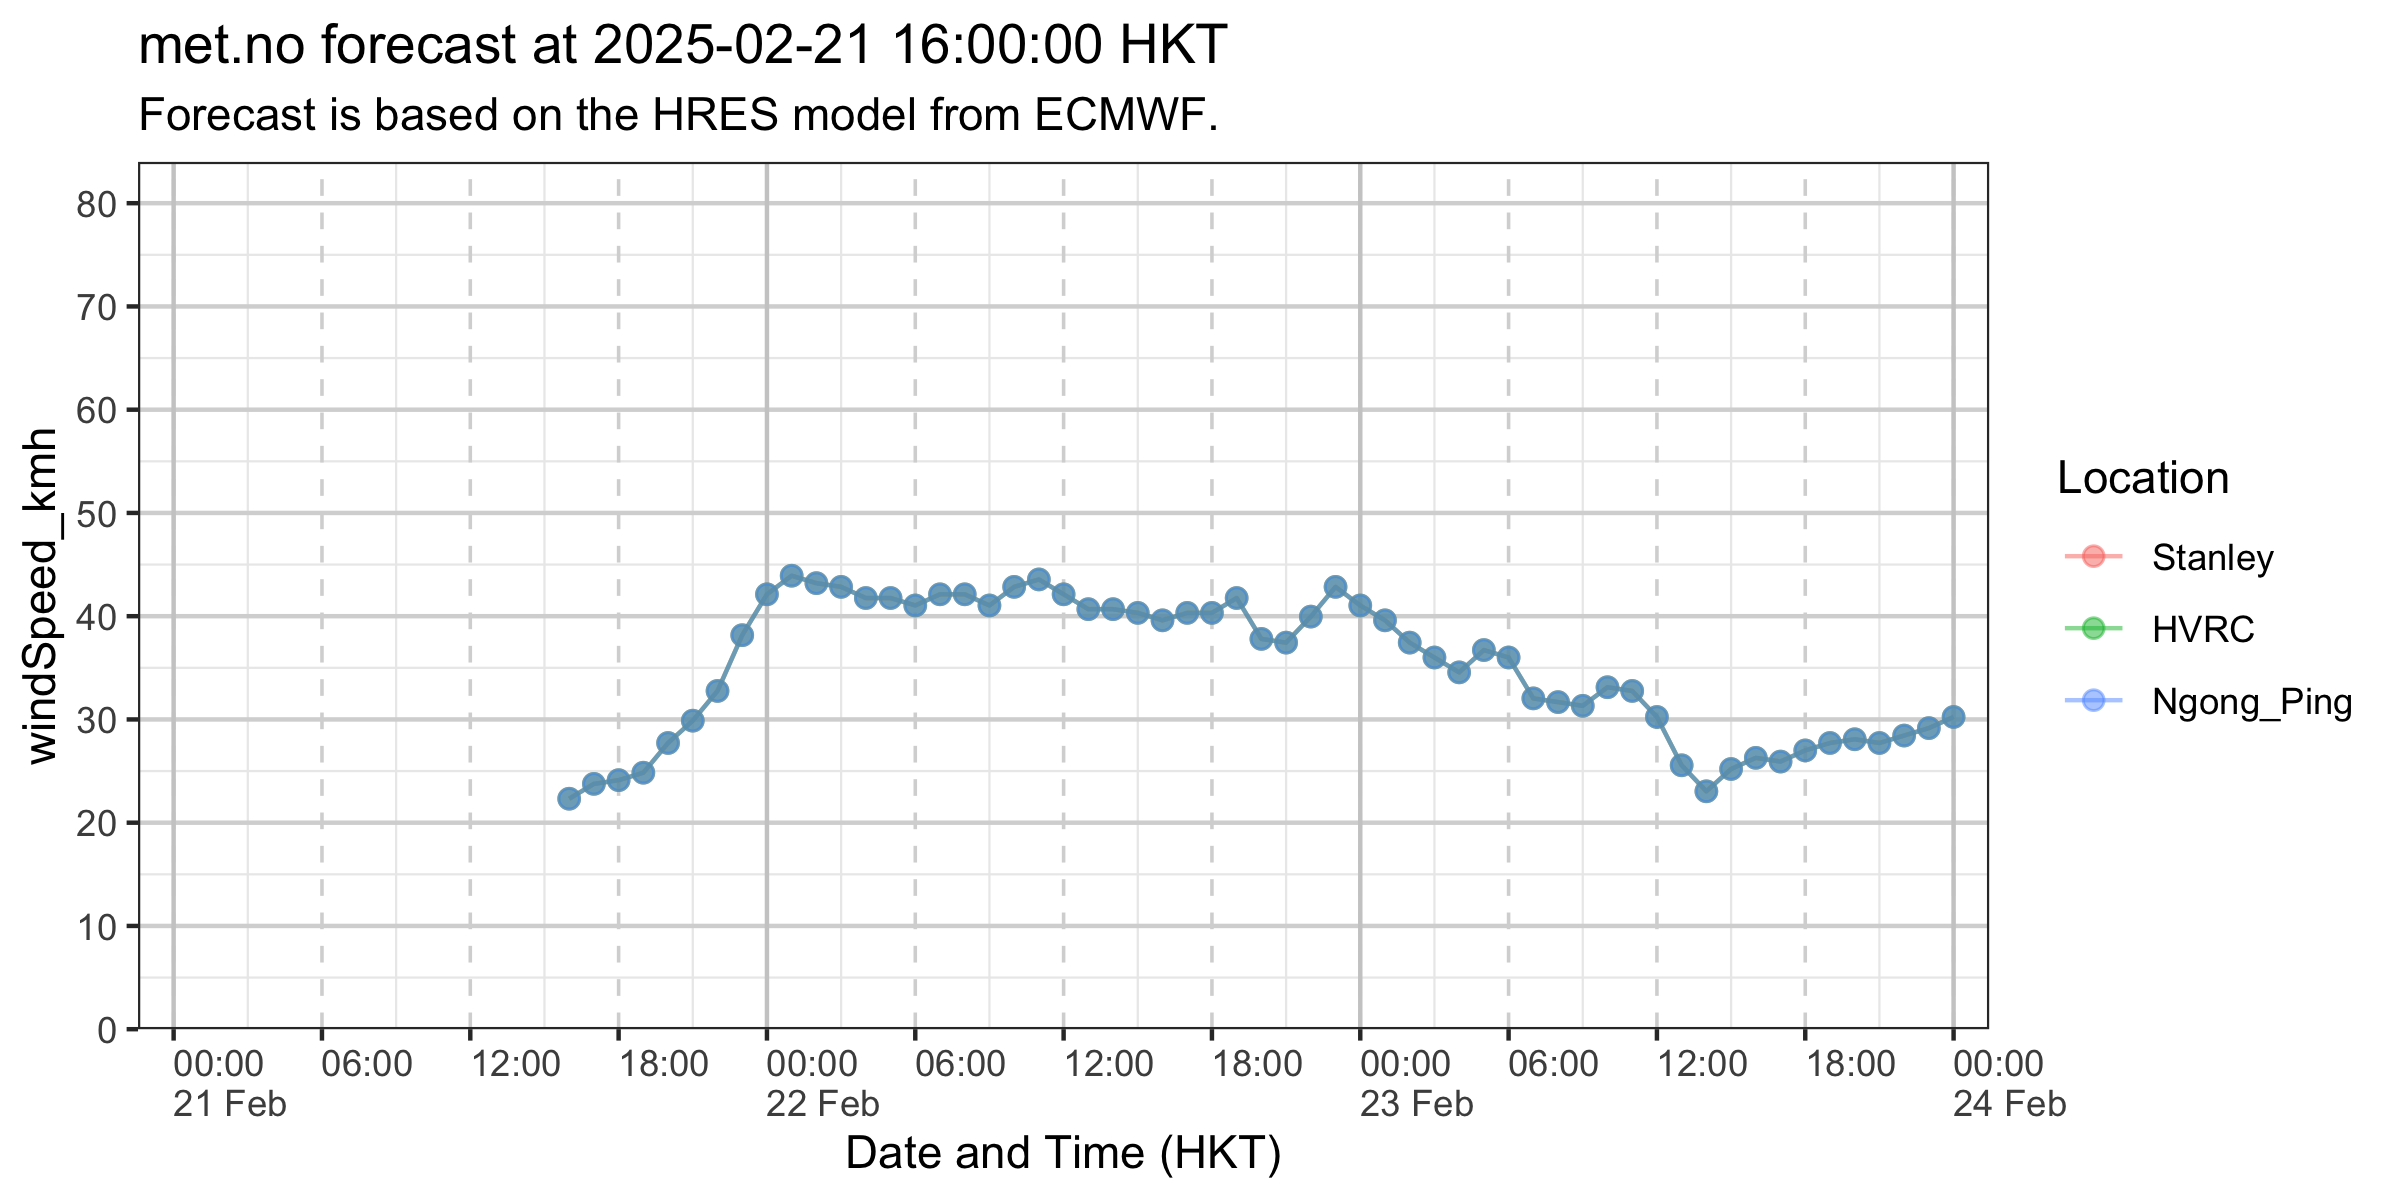 met.no forecast at 2025-02-21 16:00:00 HKT
Forecast is based on the HRES model from ECMWF.
windSpeed_kmh
80
70
60
50
40
30
20
10
0
00:00 06:00 12:00 18:00 00:00 06:00 12:00 18:00 00:00 06:00 12:00 18:00 00:00
21 Feb 22 Feb 23 Feb 24 Feb
Date and Time (HKT)
Location
Stanley
HVRC
Ngong_Ping